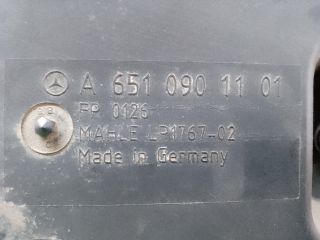 A 651 090 11 01
FP 0126
MAHLE LP1767-02
Made in Germany